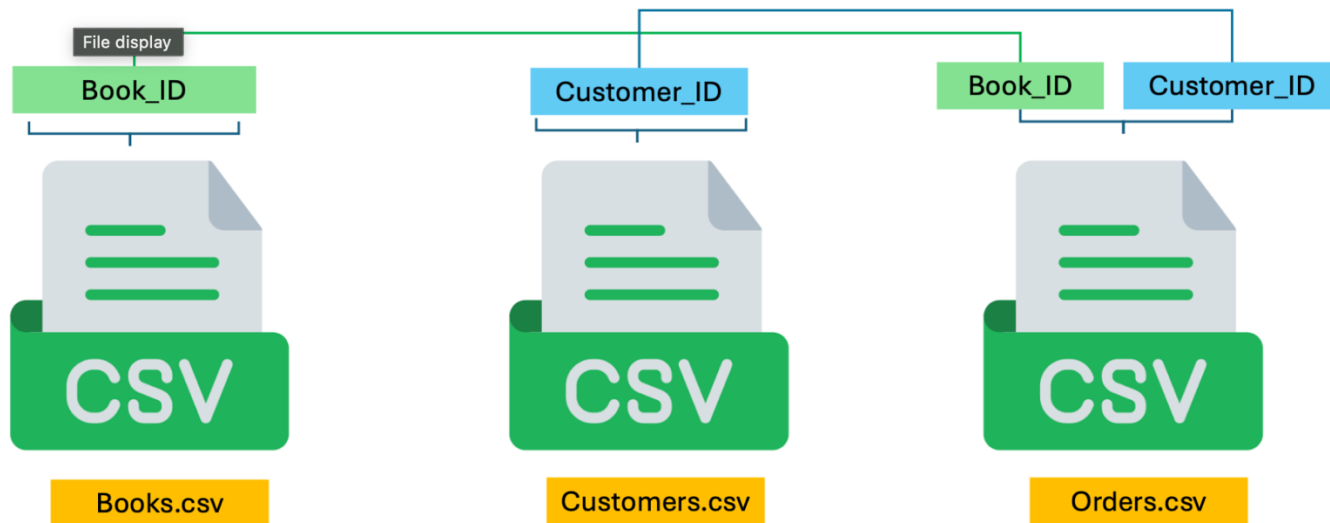 File display
Book_ID
Customer_ID
Book_ID
Customer_ID
CSV
CSV
CSV
Books.csv
Customers.csv
Orders.csv